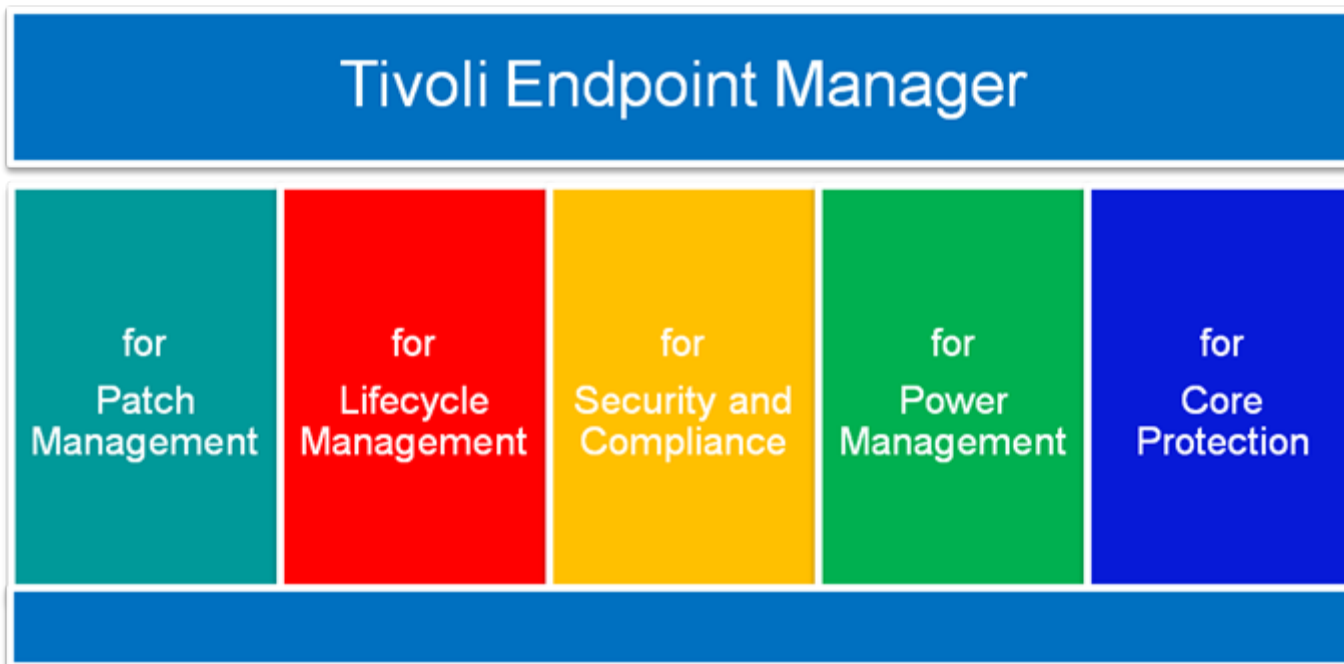 Tivoli Endpoint Manager
for
Patch
Management
for
Lifecycle
Management
for
Security and
Compliance
for
Power
Management
for
Core
Protection